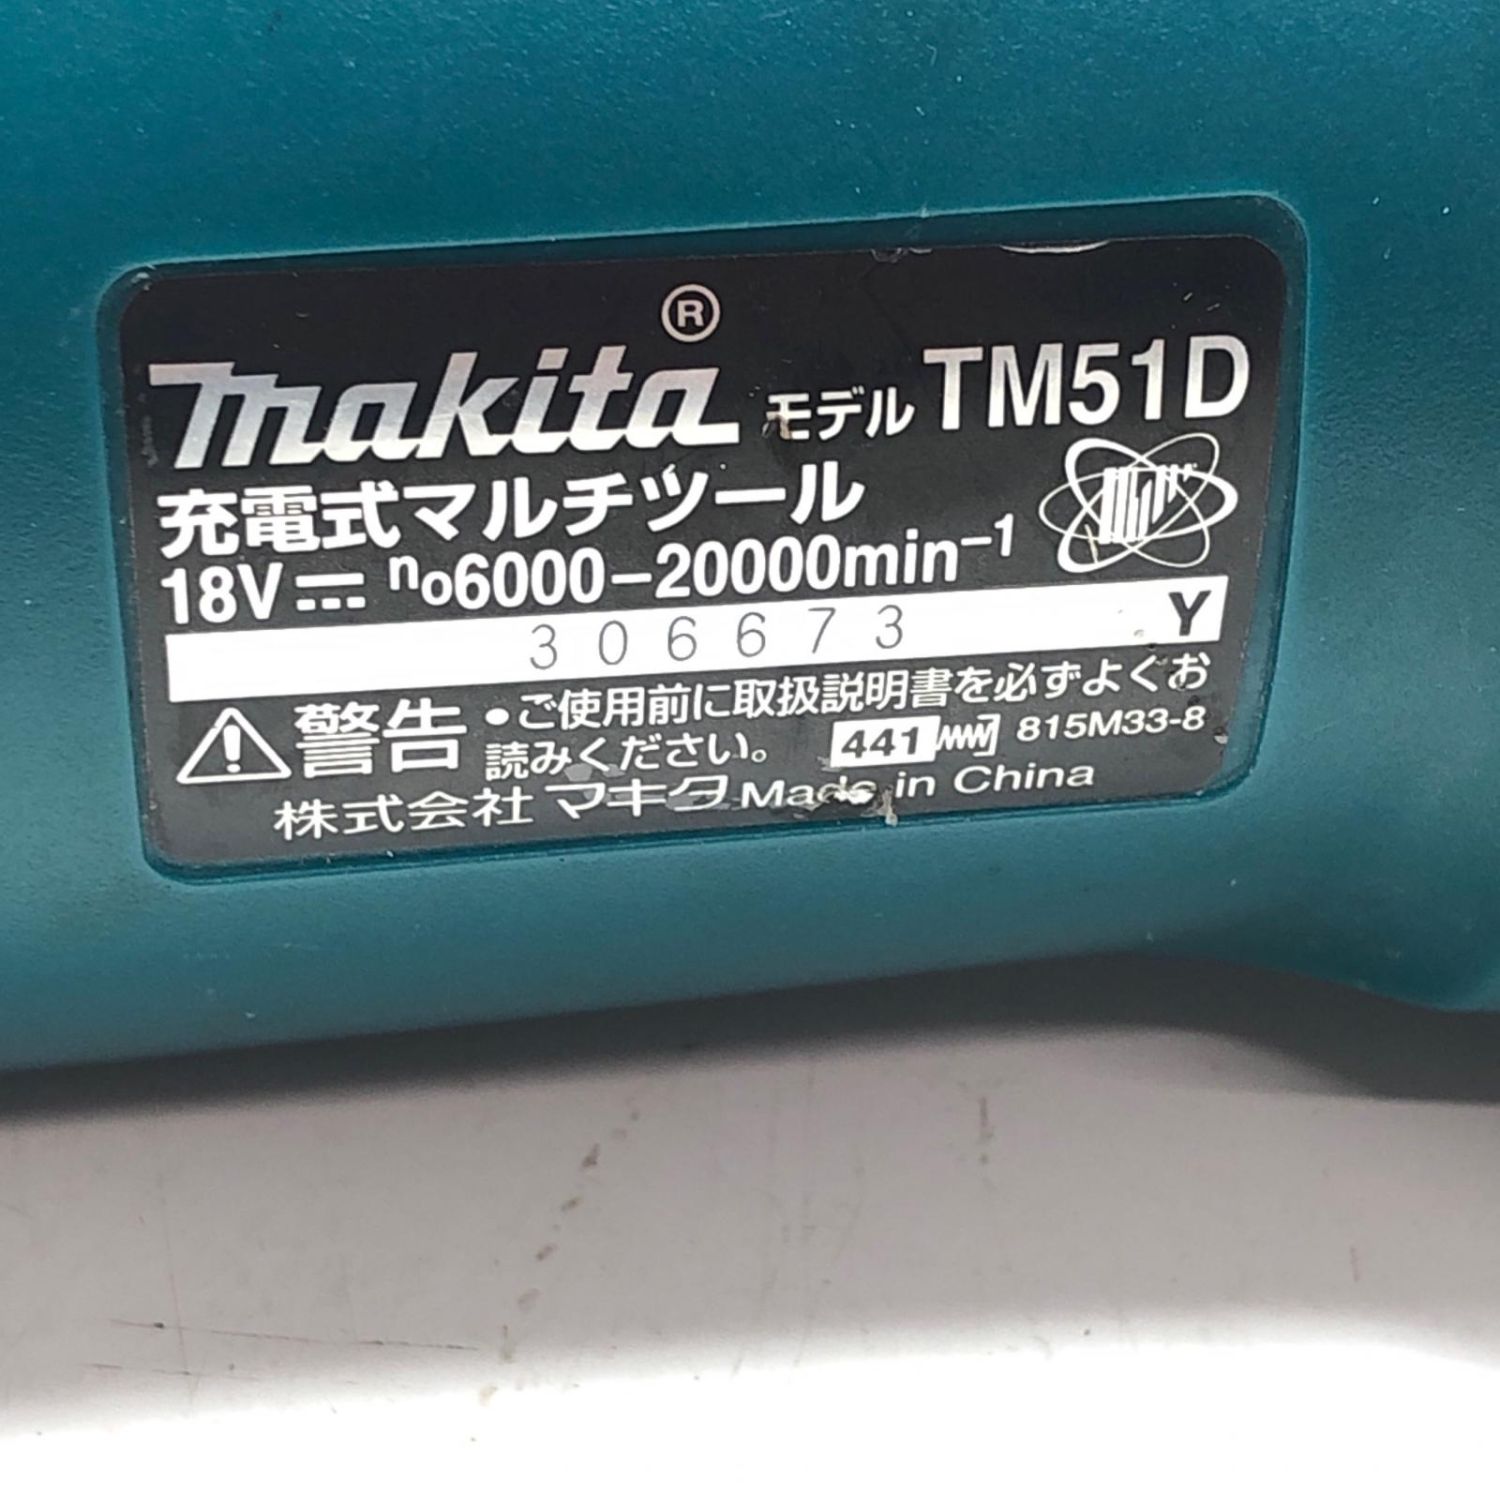 makita® モデル TM51D
充電式マルチツール
18V⎓ no6000−20000min−1
306673 Y
警告 ●ご使用前に取扱説明書を必ずよくお
読みください。 441 815M33-8
株式会社マキタ Made in China